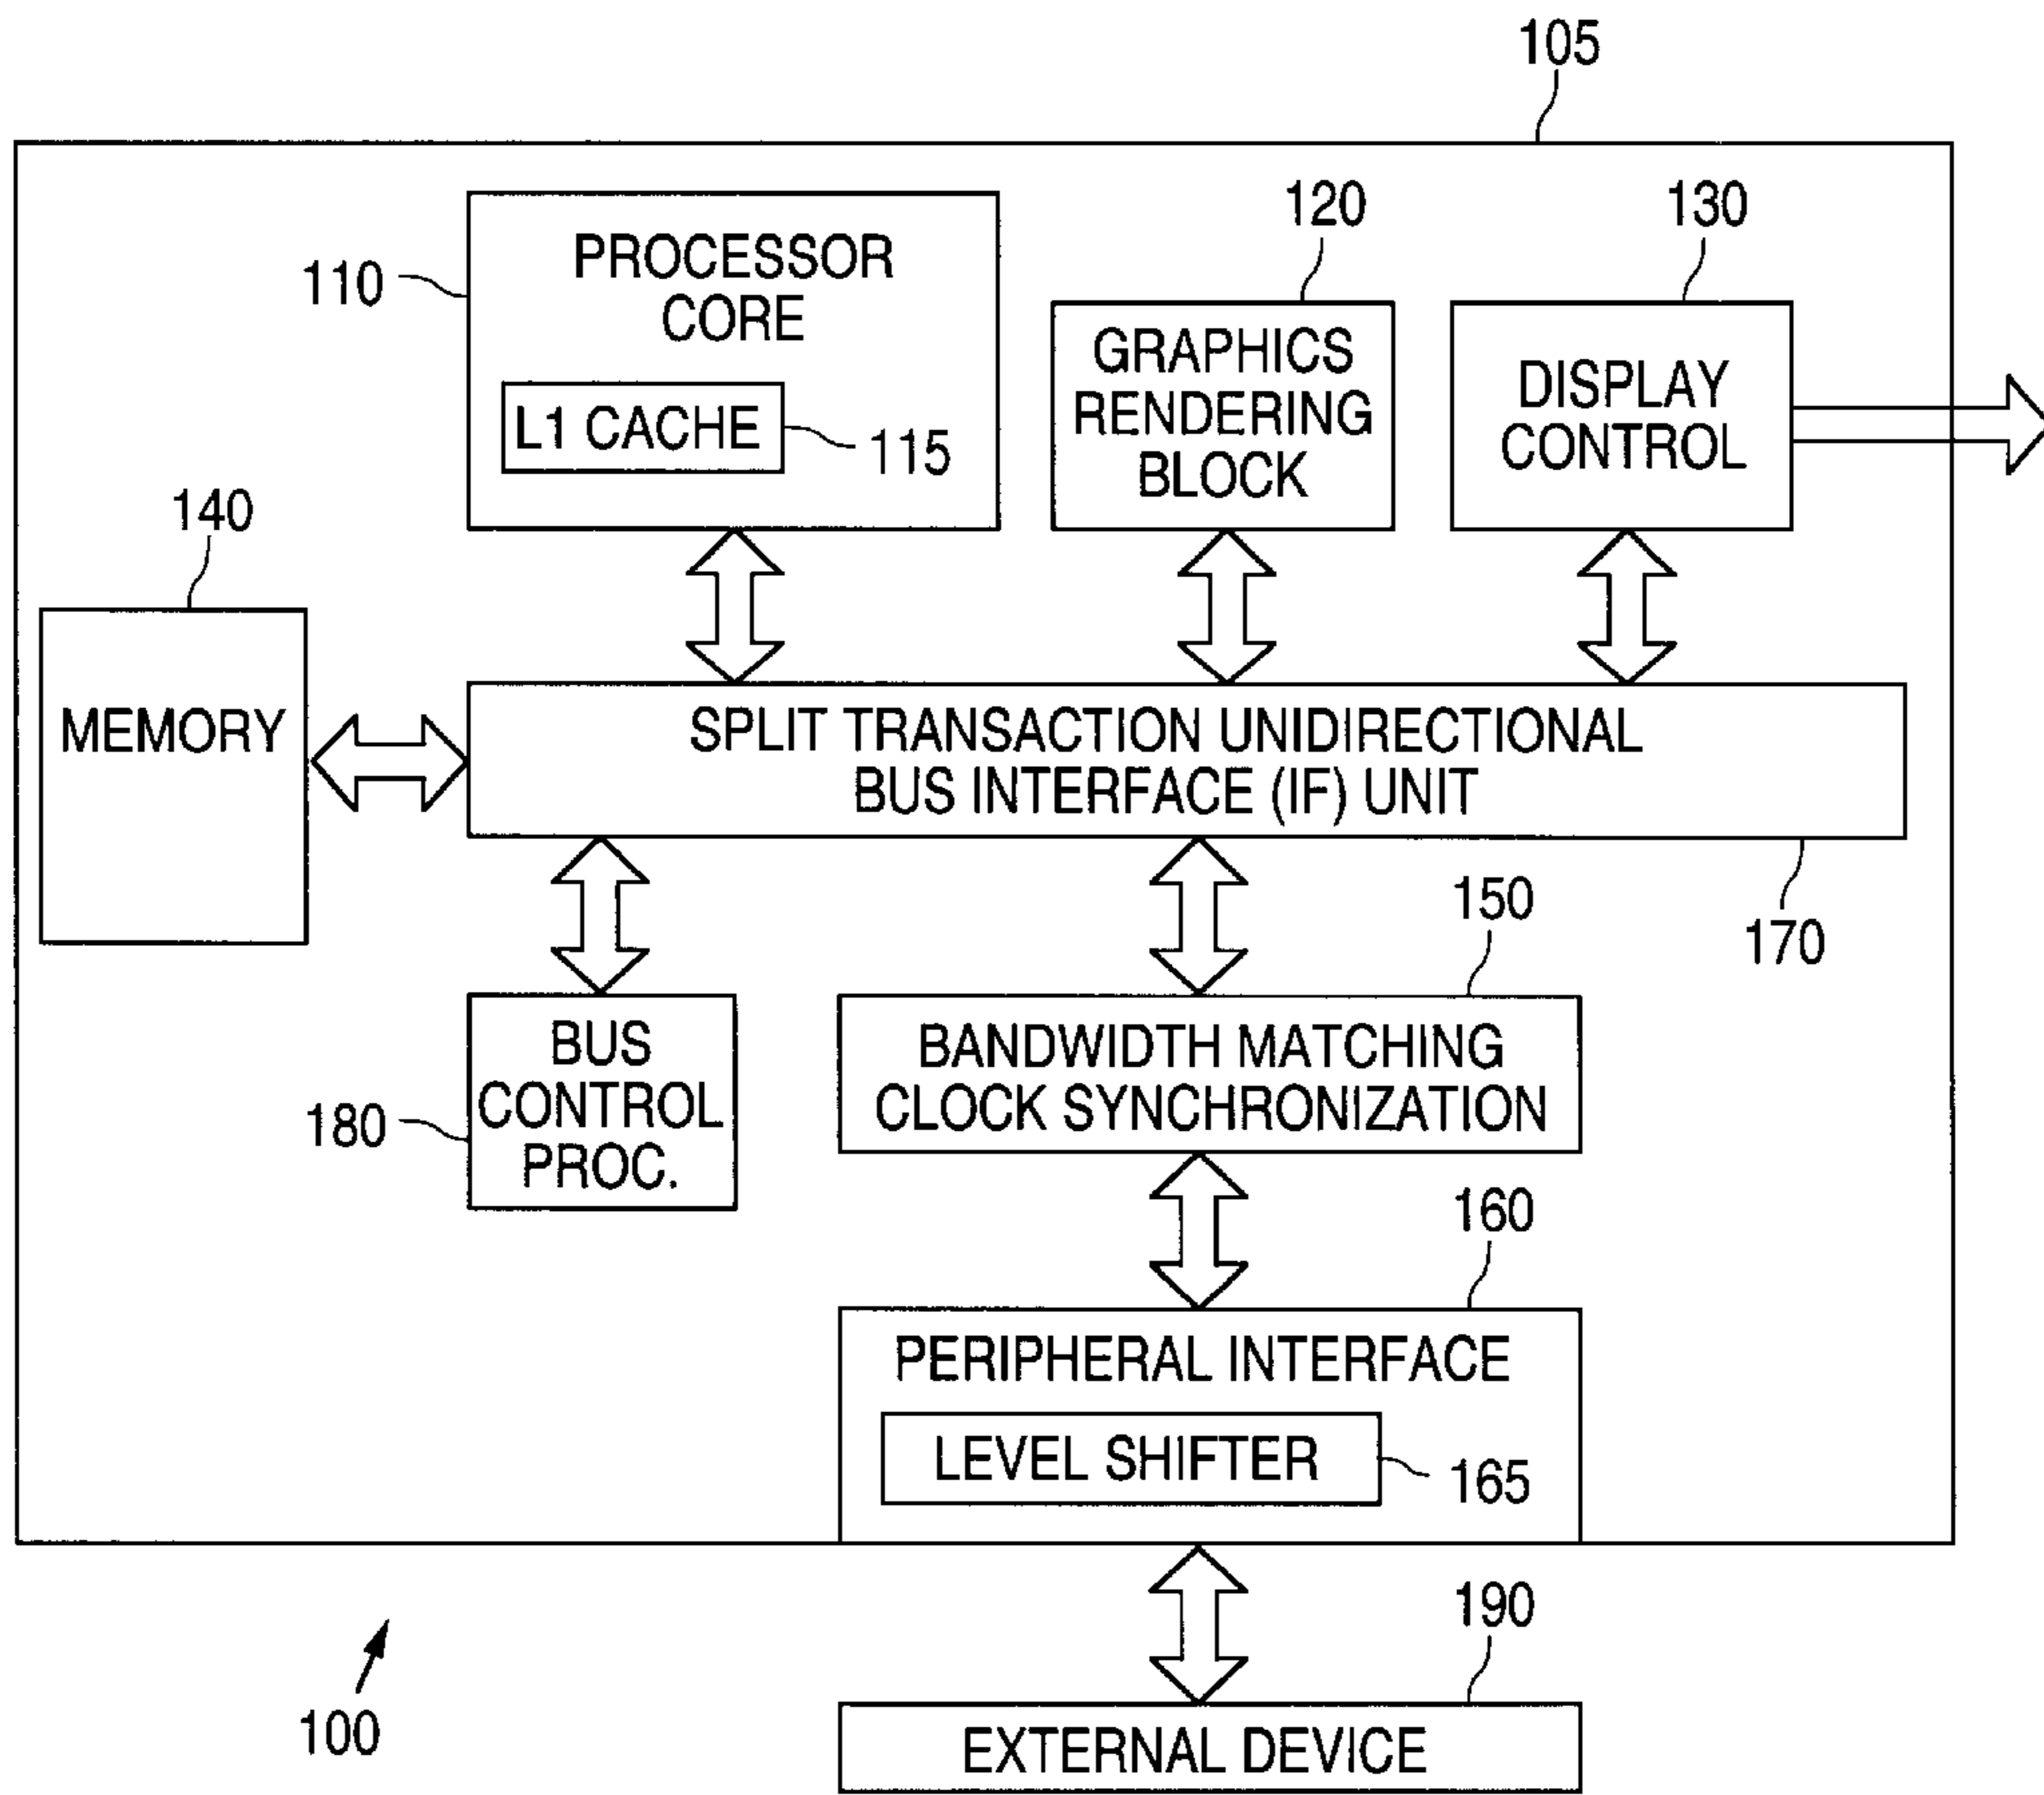 105
120
130
110
PROCESSOR
CORE
L1 CACHE
115
GRAPHICS
RENDERING
BLOCK
DISPLAY
CONTROL
140
MEMORY
SPLIT TRANSACTION UNIDIRECTIONAL
BUS INTERFACE (IF) UNIT
150
170
180
BUS
CONTROL
PROC.
BANDWIDTH MATCHING
CLOCK SYNCHRONIZATION
160
PERIPHERAL INTERFACE
LEVEL SHIFTER
165
190
100
EXTERNAL DEVICE